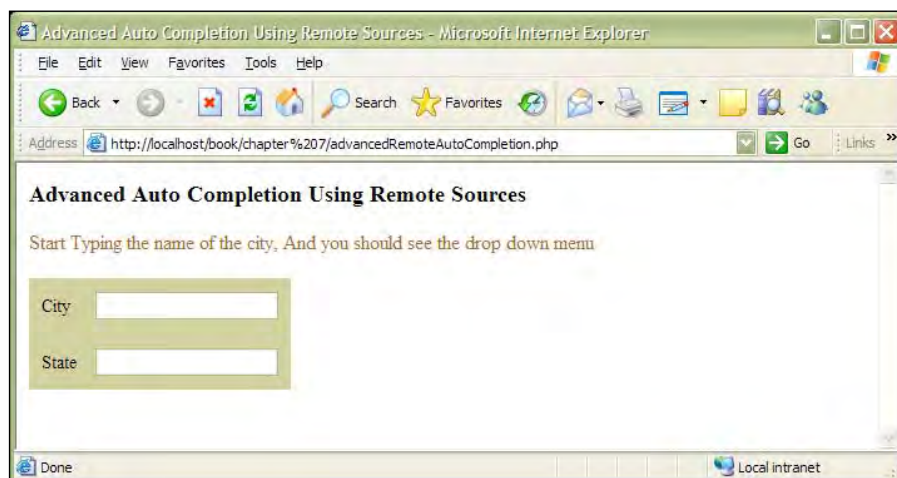 Advanced Auto Completion Using Remote Sources - Microsoft Internet Explorer
File Edit View Favorites Tools Help
Back Search Favorites
Address http://localhost/book/chapter%207/advancedRemoteAutoCompletion.php Go Links »
Advanced Auto Completion Using Remote Sources
Start Typing the name of the city, And you should see the drop down menu
City
State
Done Local intranet